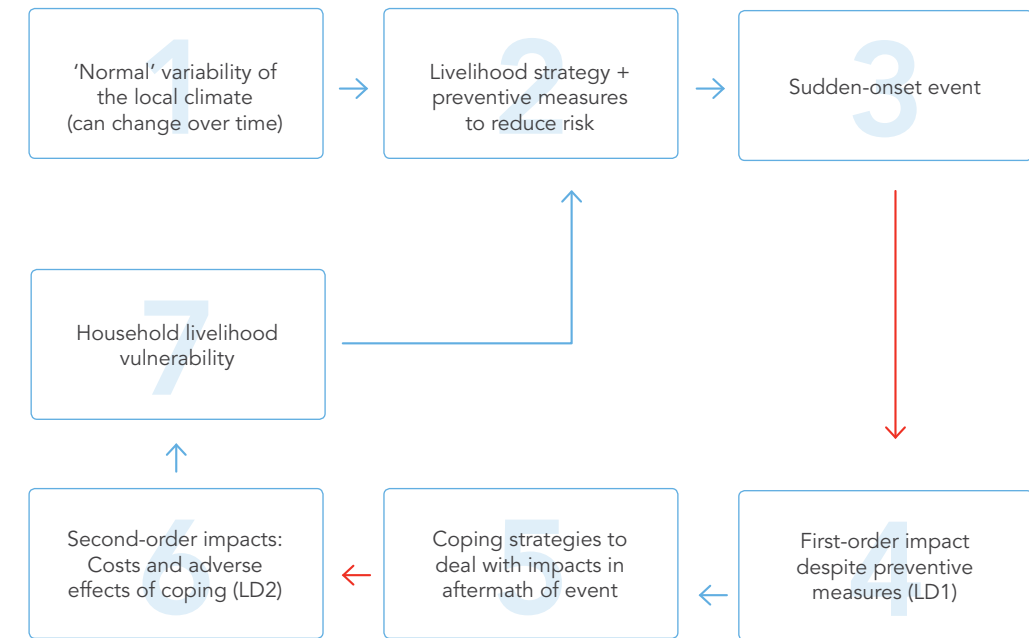 1
‘Normal’ variability of
the local climate
(can change over time)
2
Livelihood strategy +
preventive measures
to reduce risk
3
Sudden-onset event
4
First-order impact
despite preventive
measures (LD1)
5
Coping strategies to
deal with impacts in
aftermath of event
6
Second-order impacts:
Costs and adverse
effects of coping (LD2)
7
Household livelihood
vulnerability